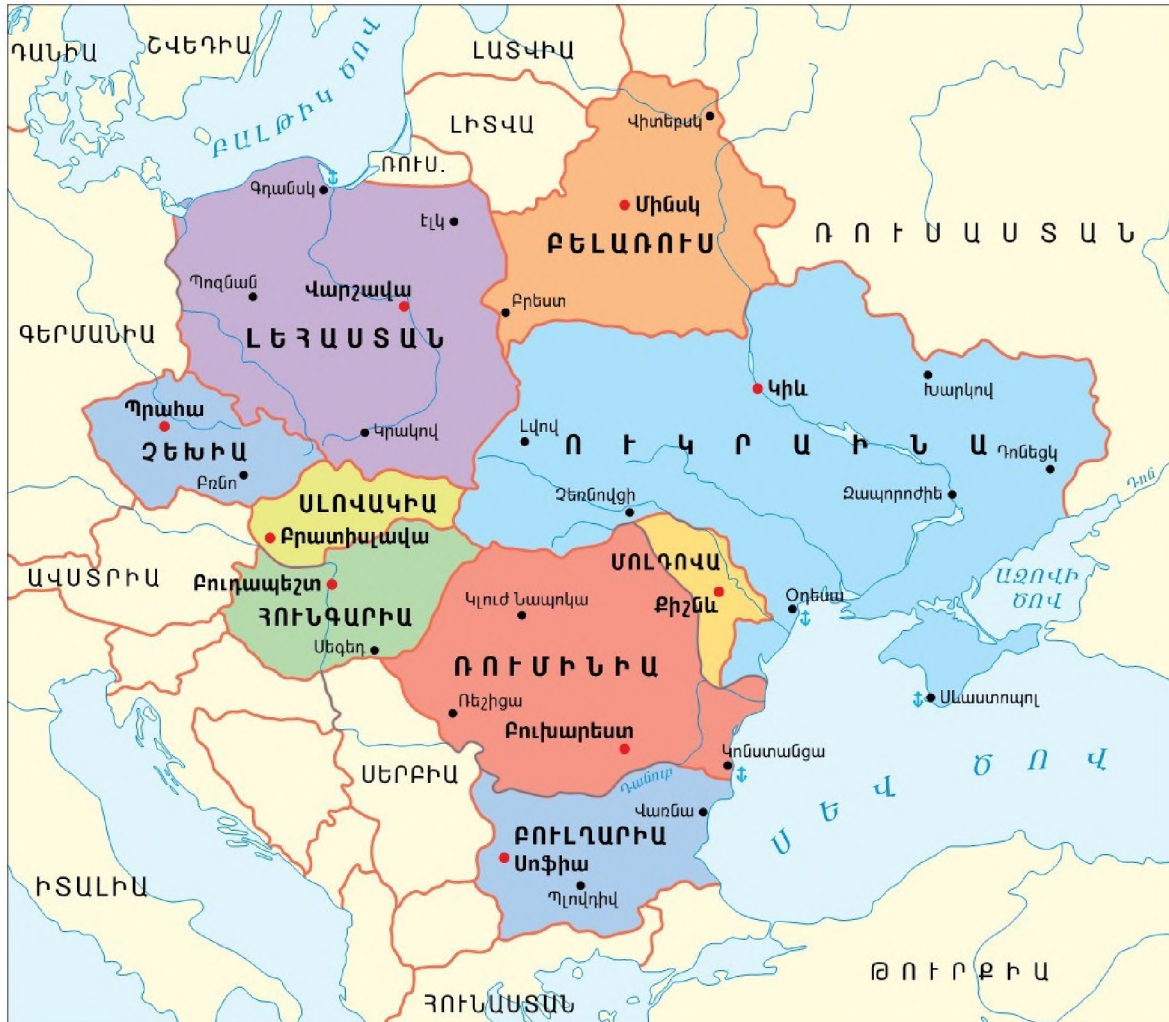 ԴԱՆԻԱ
ՇՎԵԴԻԱ
ԲԱԼԹԻԿ ԾՈՎ
ԼԱՏՎԻԱ
ԼԻՏՎԱ
ՌՈՒՍ.
Վիտեբսկ
Մինսկ
ԲԵԼԱՌՈՒՍ
Բրեստ
ՌՈՒՍԱՍՏԱՆ
Գդանսկ
Էլկ
Պոզնան
Վարշավա
ԼԵՀԱՍՏԱՆ
Կրակով
ԳԵՐՄԱՆԻԱ
Պրահա
ՉԵԽԻԱ
Բռնո
Կիև
Խարկով
Լվով
ՈՒԿՐԱԻՆԱ
Դոնեցկ
Զապորոժիե
Չեռնովցի
Դոն
ՍԼՈՎԱԿԻԱ
Բրատիսլավա
ԱՎՍՏՐԻԱ
Բուդապեշտ
ՀՈՒՆԳԱՐԻԱ
Սեգեդ
ՄՈԼԴՈՎԱ
Քիշնև
Օդեսա
ԱԶՈՎԻ
ԾՈՎ
Կլուժ Նապոկա
ՌՈՒՄԻՆԻԱ
Ռեշիցա
Բուխարեստ
Սևաստոպոլ
Կոնստանցա
Դանուբ
ՍԵՐԲԻԱ
ՍԵՎ ԾՈՎ
Վառնա
ԲՈՒԼՂԱՐԻԱ
Սոֆիա
Պլովդիվ
ԻՏԱԼԻԱ
ԹՈՒՐՔԻԱ
ՀՈՒՆԱՍՏԱՆ